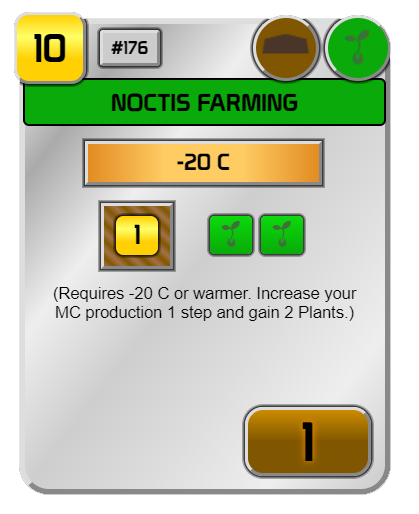 10
#176
NOCTIS FARMING
-20 C
1
(Requires -20 C or warmer. Increase your
MC production 1 step and gain 2 Plants.)
1